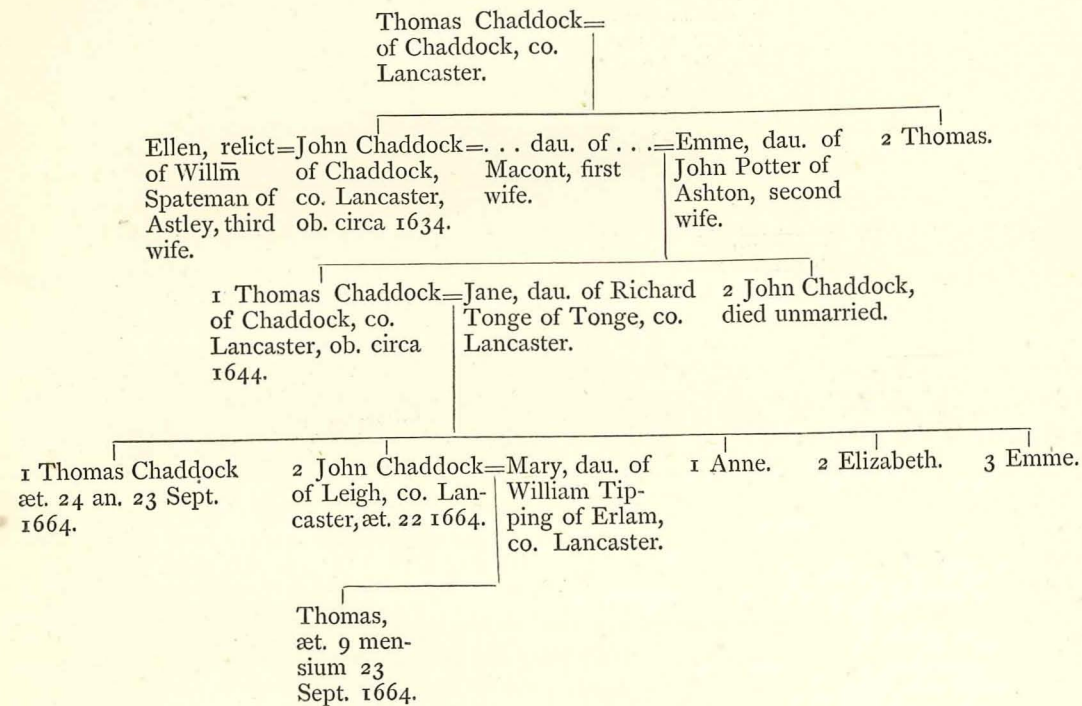 Thomas Chaddock=
of Chaddock, co.
Lancaster.
Ellen, relict=
of Willm̅
Spateman of
Astley, third
wife.
John Chaddock=
of Chaddock,
co. Lancaster,
ob. circa 1634.
. . . dau. of . . .=
Macont, first
wife.
Emme, dau. of
John Potter of
Ashton, second
wife.
2 Thomas.
1 Thomas Chaddock=
of Chaddock, co.
Lancaster, ob. circa
1644.
Jane, dau. of Richard
Tonge of Tonge, co.
Lancaster.
2 John Chaddock,
died unmarried.
1 Thomas Chaddock
æt. 24 an. 23 Sept.
1664.
2 John Chaddock=
of Leigh, co. Lan-
caster, æt. 22 1664.
Mary, dau. of
William Tip-
ping of Erlam,
co. Lancaster.
1 Anne.
2 Elizabeth.
3 Emme.
Thomas,
æt. 9 men-
sium 23
Sept. 1664.